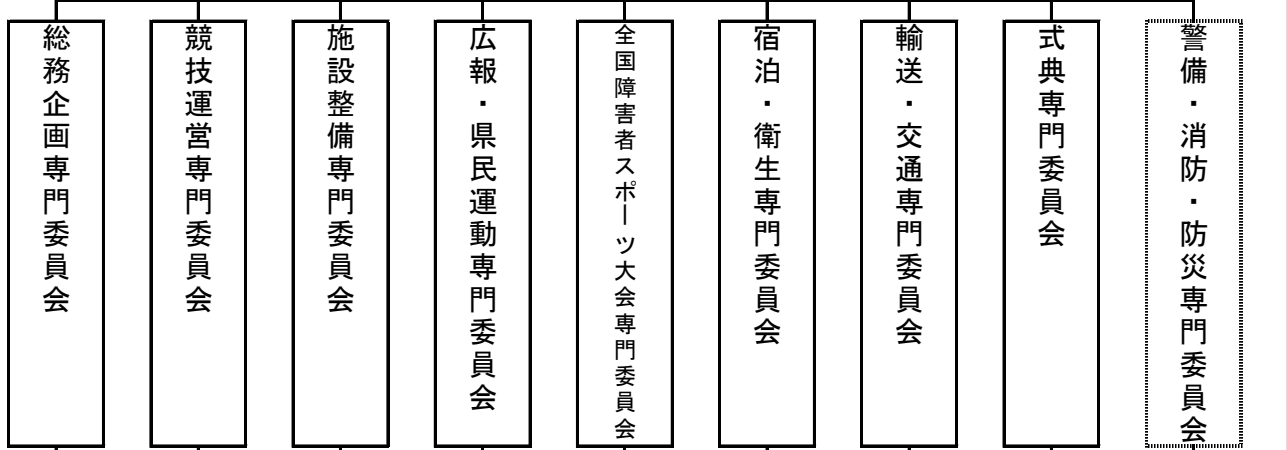 総務企画専門委員会
競技運営専門委員会
施設整備専門委員会
広報・県民運動専門委員会
全国障害者スポーツ大会専門委員会
宿泊・衛生専門委員会
輸送・交通専門委員会
式典専門委員会
警備・消防・防災専門委員会